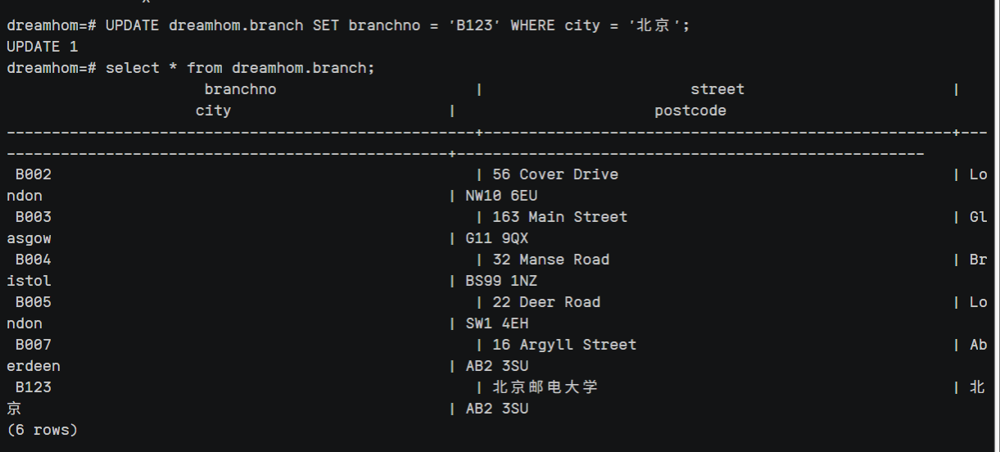 dreamhom=# UPDATE dreamhom.branch SET branchno = 'B123' WHERE city = '北京';
UPDATE 1
dreamhom=# select * from dreamhom.branch;
branchno | street |
city | postcode
----------------------------------------------------+----------------------------------------------------+---
-------------------------------------------------+----------------------------------------------------
B002 | 56 Cover Drive | Lo
ndon | NW10 6EU
B003 | 163 Main Street | Gl
asgow | G11 9QX
B004 | 32 Manse Road | Br
istol | BS99 1NZ
B005 | 22 Deer Road | Lo
ndon | SW1 4EH
B007 | 16 Argyll Street | Ab
erdeen | AB2 3SU
B123 | 北京邮电大学 | 北
京 | AB2 3SU
(6 rows)